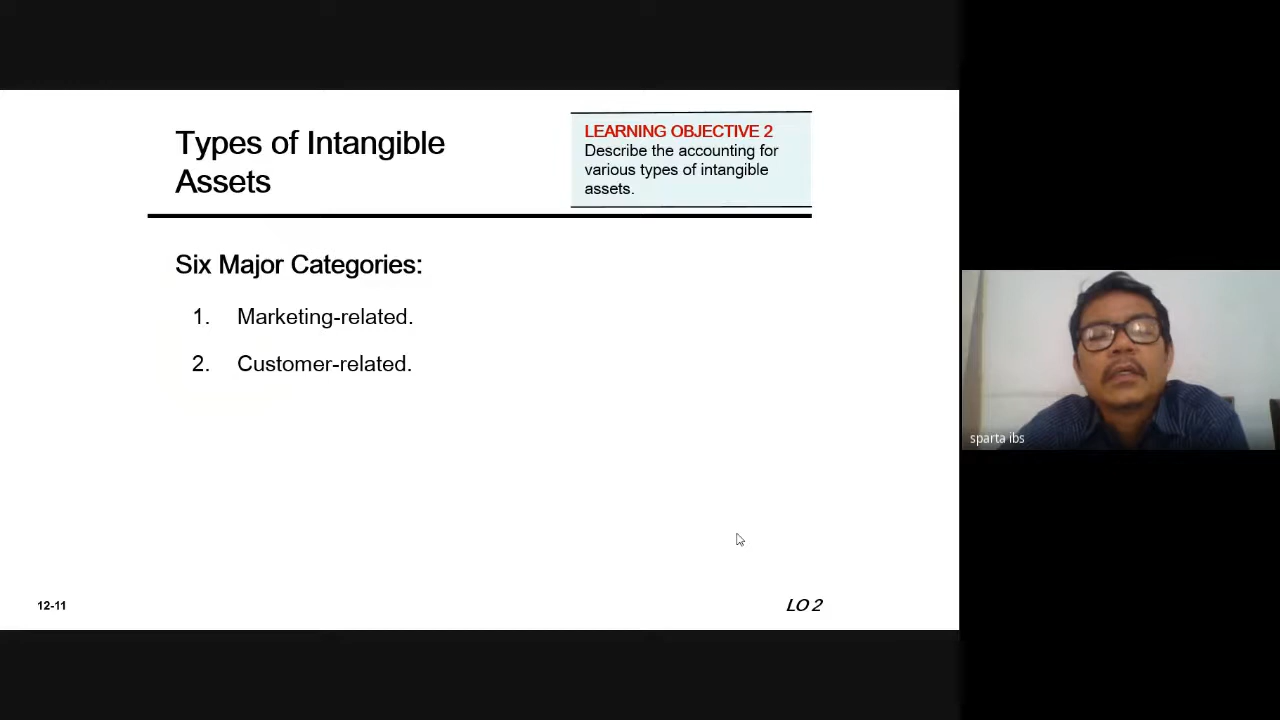 Types of Intangible
Assets
LEARNING OBJECTIVE 2
Describe the accounting for
various types of intangible
assets.
Six Major Categories:
1. Marketing-related.
2. Customer-related.
sparta ibs
12-11
LO 2